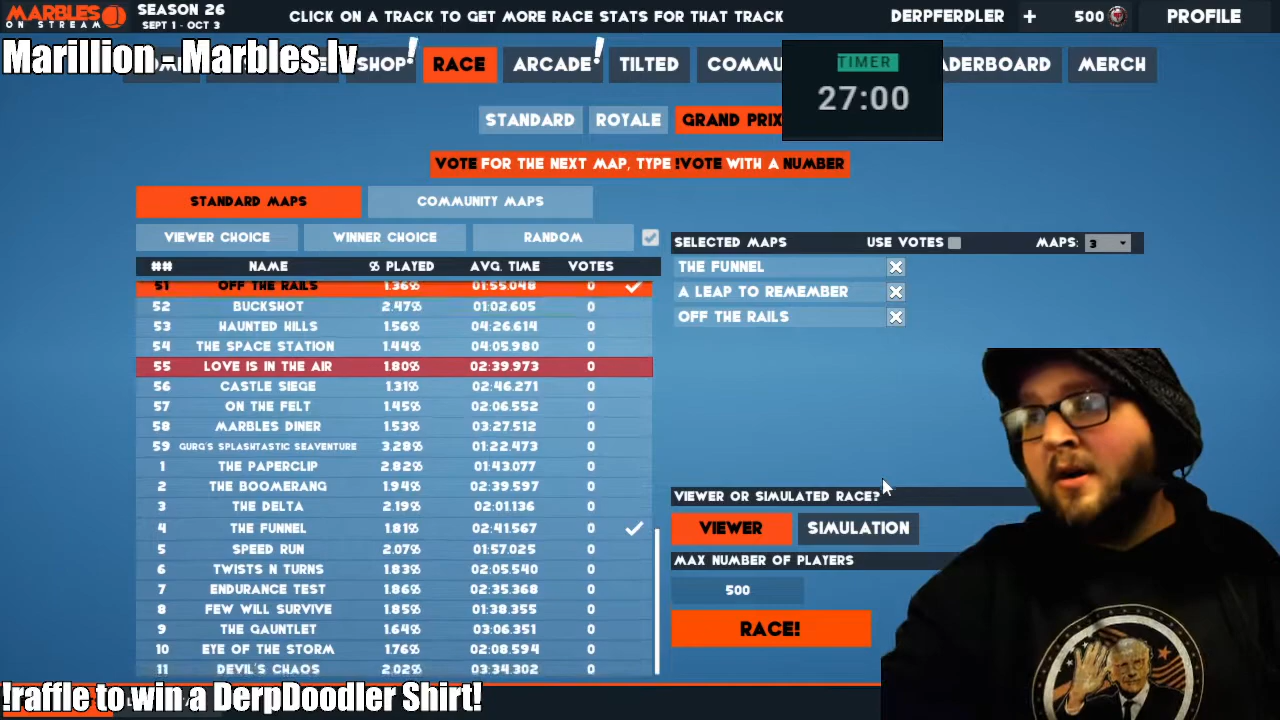 MARBLES ON STREAM
SEASON 26
SEPT 1 - OCT 3
CLICK ON A TRACK TO GET MORE RACE STATS FOR THAT TRACK
DERPFERDLER + 500 PROFILE
Marillion - Marbles.lv
SHOP! RACE ARCADE! TILTED COMMU ADERBOARD MERCH
TIMER
27:00
STANDARD ROYALE GRAND PRIX
VOTE FOR THE NEXT MAP, TYPE !VOTE WITH A NUMBER
STANDARD MAPS COMMUNITY MAPS
VIEWER CHOICE WINNER CHOICE RANDOM
## NAME % PLAYED AVG. TIME VOTES
51 OFF THE RAILS 1.36% 01:55.048 0
52 BUCKSHOT 2.47% 01:02.605 0
53 HAUNTED HILLS 1.56% 04:26.614 0
54 THE SPACE STATION 1.44% 04:05.980 0
55 LOVE IS IN THE AIR 1.80% 02:39.973 0
56 CASTLE SIEGE 1.31% 02:46.271 0
57 ON THE FELT 1.45% 02:06.552 0
58 MARBLES DINER 1.53% 03:27.512 0
59 GURG'S SPLASHTASTIC SEAVENTURE 3.28% 01:22.473 0
1 THE PAPERCLIP 2.82% 01:43.077 0
2 THE BOOMERANG 1.94% 02:39.597 0
3 THE DELTA 2.19% 02:01.136 0
4 THE FUNNEL 1.81% 02:41.567 0
5 SPEED RUN 2.07% 01:57.025 0
6 TWISTS N TURNS 1.83% 02:05.540 0
7 ENDURANCE TEST 1.86% 02:35.368 0
8 FEW WILL SURVIVE 1.85% 01:38.355 0
9 THE GAUNTLET 1.64% 03:06.351 0
10 EYE OF THE STORM 1.76% 02:08.594 0
11 DEVIL'S CHAOS 2.02% 03:34.302 0
SELECTED MAPS USE VOTES MAPS: 3
THE FUNNEL
A LEAP TO REMEMBER
OFF THE RAILS
VIEWER OR SIMULATED RACE?
VIEWER SIMULATION
MAX NUMBER OF PLAYERS
500
RACE!
!raffle to win a DerpDoodler Shirt!